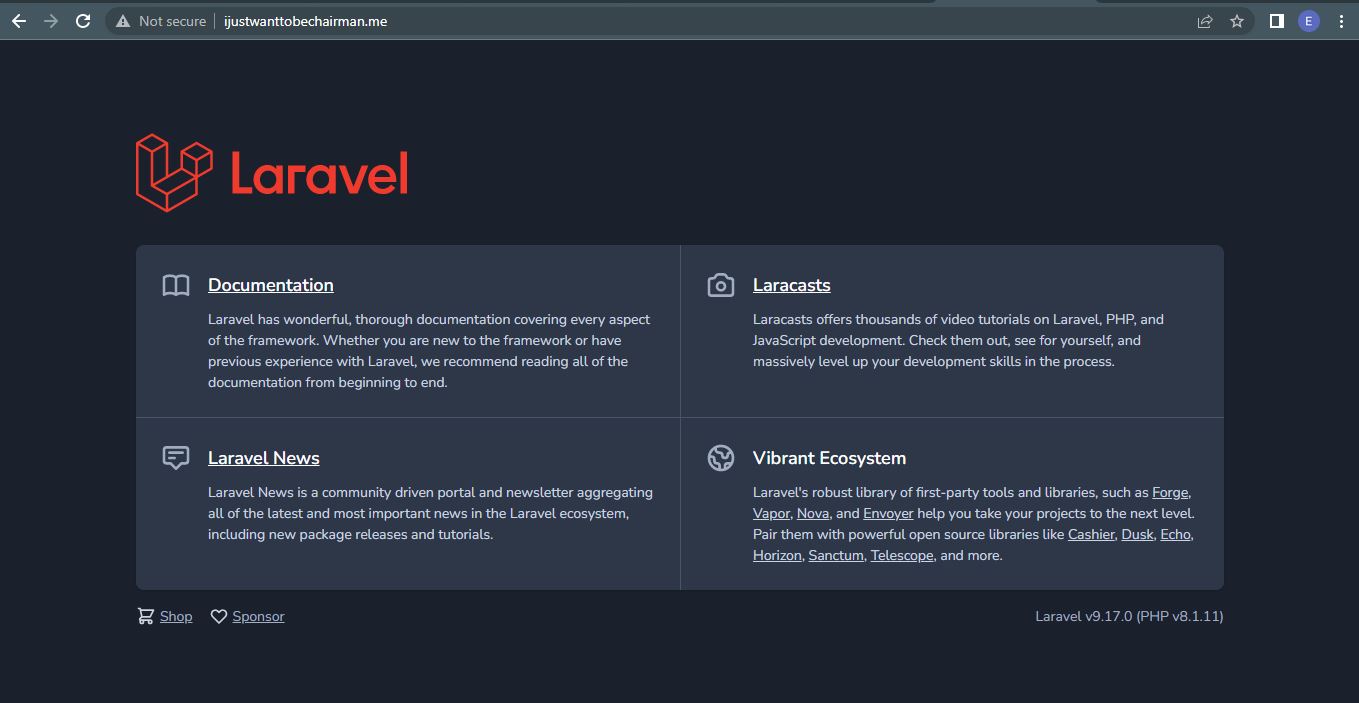 Not secure
ijustwanttobechairman.me
E
Laravel
Documentation
Laravel has wonderful, thorough documentation covering every aspect
of the framework. Whether you are new to the framework or have
previous experience with Laravel, we recommend reading all of the
documentation from beginning to end.
Laracasts
Laracasts offers thousands of video tutorials on Laravel, PHP, and
JavaScript development. Check them out, see for yourself, and
massively level up your development skills in the process.
Laravel News
Laravel News is a community driven portal and newsletter aggregating
all of the latest and most important news in the Laravel ecosystem,
including new package releases and tutorials.
Vibrant Ecosystem
Laravel's robust library of first-party tools and libraries, such as Forge,
Vapor, Nova, and Envoyer help you take your projects to the next level.
Pair them with powerful open source libraries like Cashier, Dusk, Echo,
Horizon, Sanctum, Telescope, and more.
Shop
Sponsor
Laravel v9.17.0 (PHP v8.1.11)